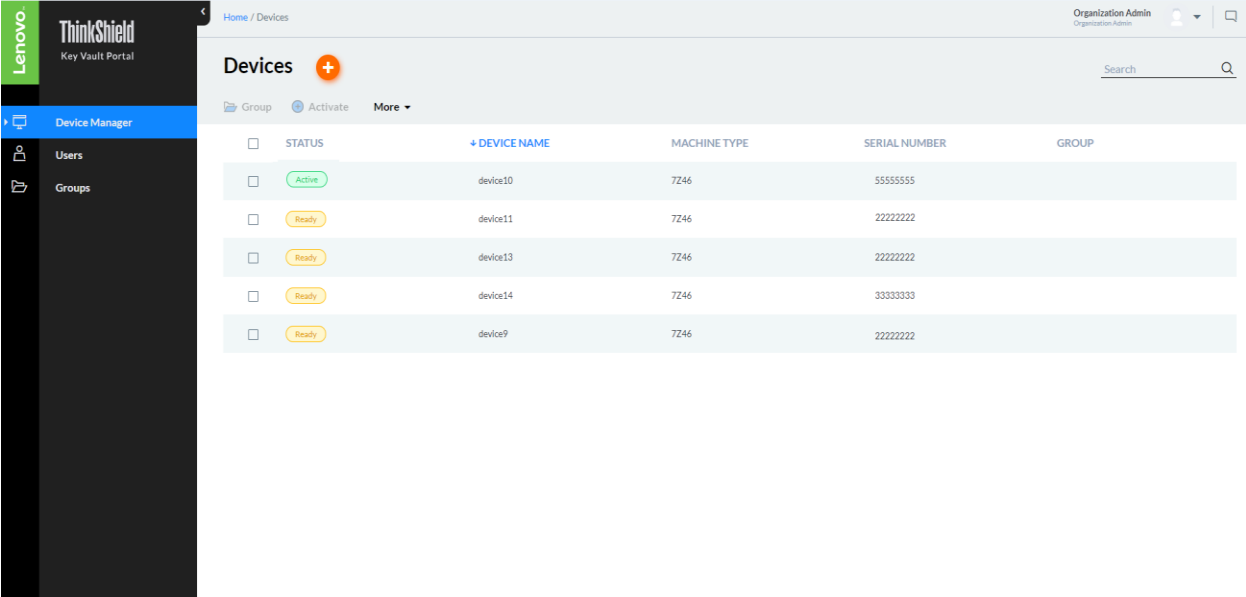 Lenovo
ThinkShield
Key Vault Portal
Device Manager
Users
Groups
Home / Devices
Organization Admin
Organization Admin
Devices
Search
Group Activate More
STATUS DEVICE NAME MACHINE TYPE SERIAL NUMBER GROUP
Active device10 7Z46 55555555
Ready device11 7Z46 22222222
Ready device13 7Z46 22222222
Ready device14 7Z46 33333333
Ready device9 7Z46 22222222